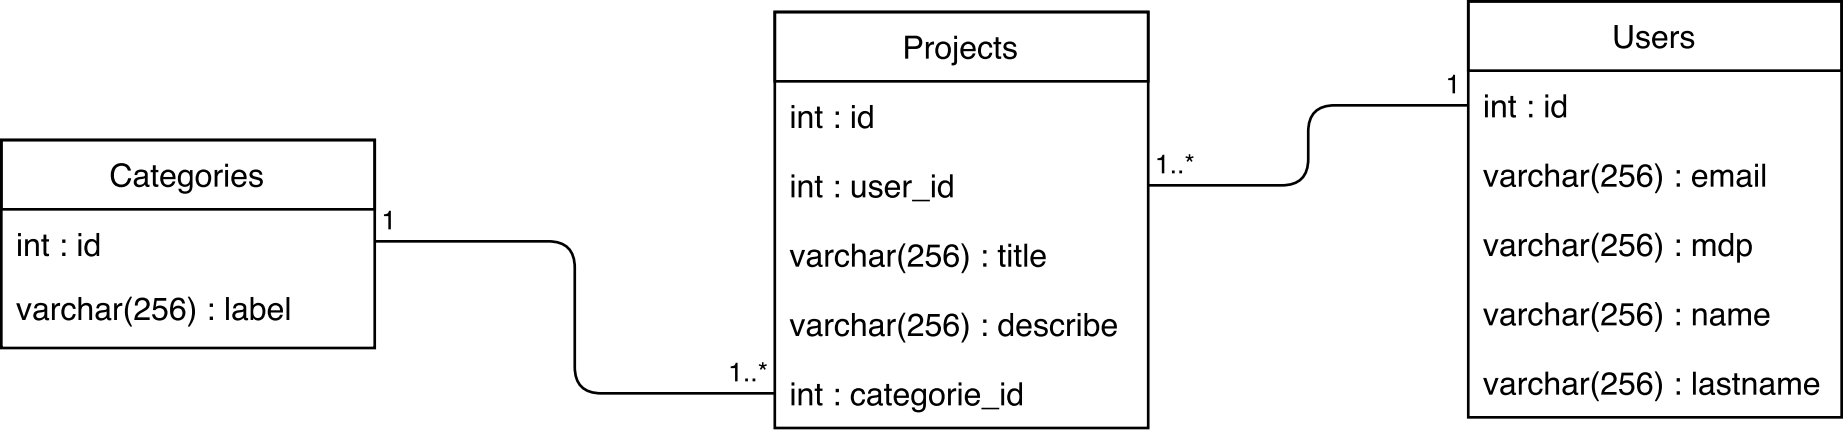 Categories
int : id
varchar(256) : label
1
1..*
Projects
int : id
int : user_id
varchar(256) : title
varchar(256) : describe
int : categorie_id
1..*
1
Users
int : id
varchar(256) : email
varchar(256) : mdp
varchar(256) : name
varchar(256) : lastname